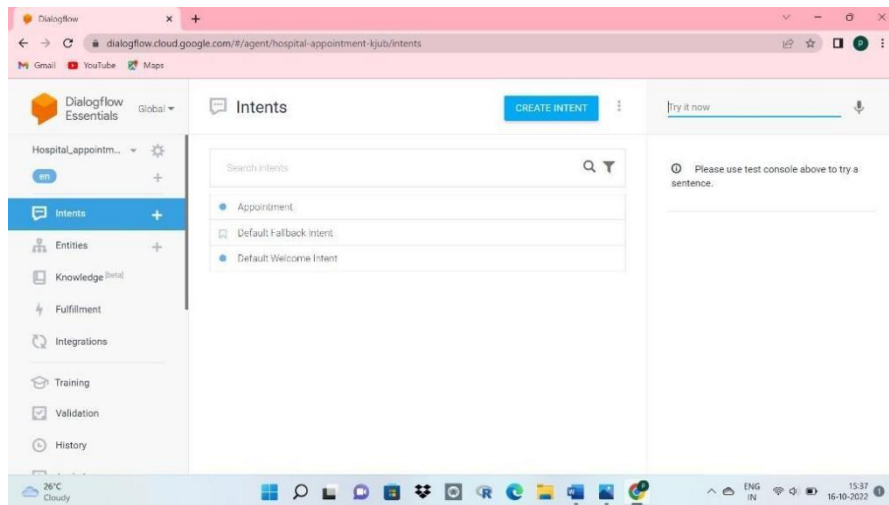 Dialogflow
dialogflow.cloud.google.com/#/agent/hospital-appointment-kjub/intents
Gmail YouTube Maps
Dialogflow
Essentials
Global
Intents
CREATE INTENT
Try it now
Hospital_appointm...
en
Search intents
Please use test console above to try a
sentence.
Intents
Appointment
Default Fallback Intent
Default Welcome Intent
Entities
Knowledge [beta]
Fulfillment
Integrations
Training
Validation
History
26°C
Cloudy
ENG
IN
15:37
16-10-2022